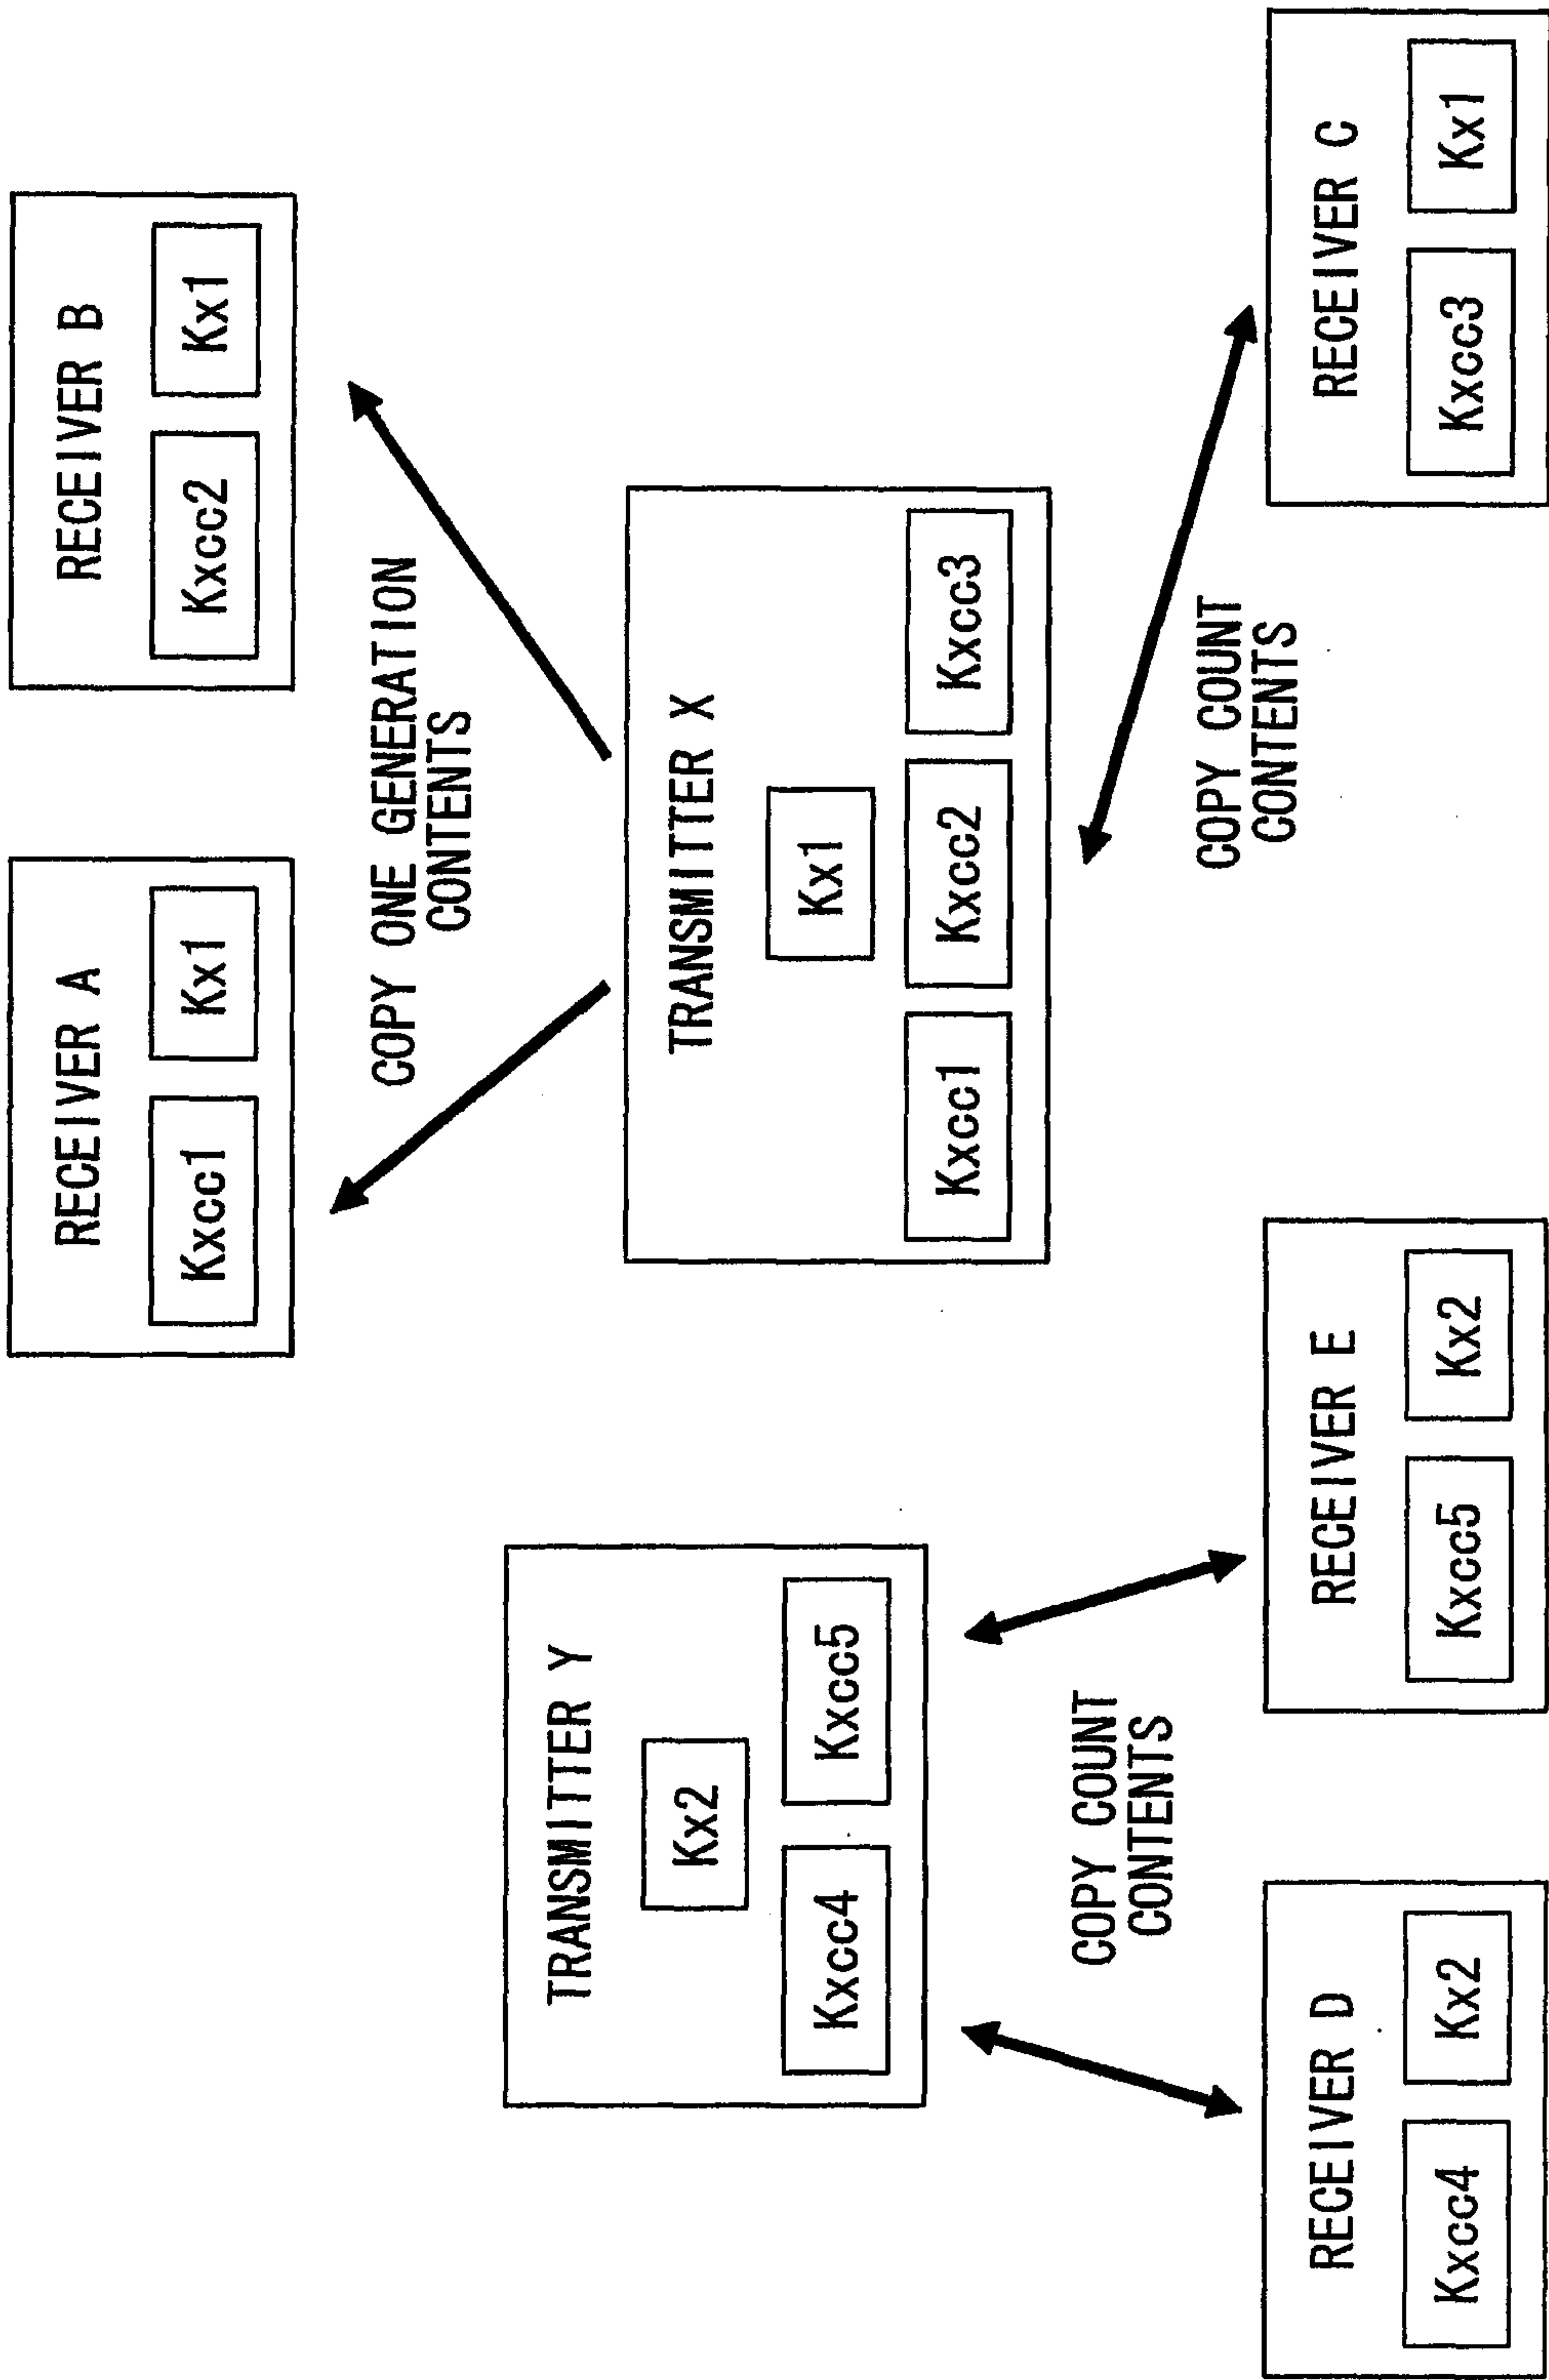 RECEIVER A
Kxcc1
Kx1
RECEIVER B
Kxcc2
Kx1
COPY ONE GENERATION
CONTENTS
TRANSMITTER Y
Kx2
Kxcc4
Kxcc5
TRANSMITTER X
Kx1
Kxcc1
Kxcc2
Kxcc3
COPY COUNT
CONTENTS
COPY COUNT
CONTENTS
RECEIVER D
Kxcc4
Kx2
RECEIVER E
Kxcc5
Kx2
RECEIVER C
Kxcc3
Kx1